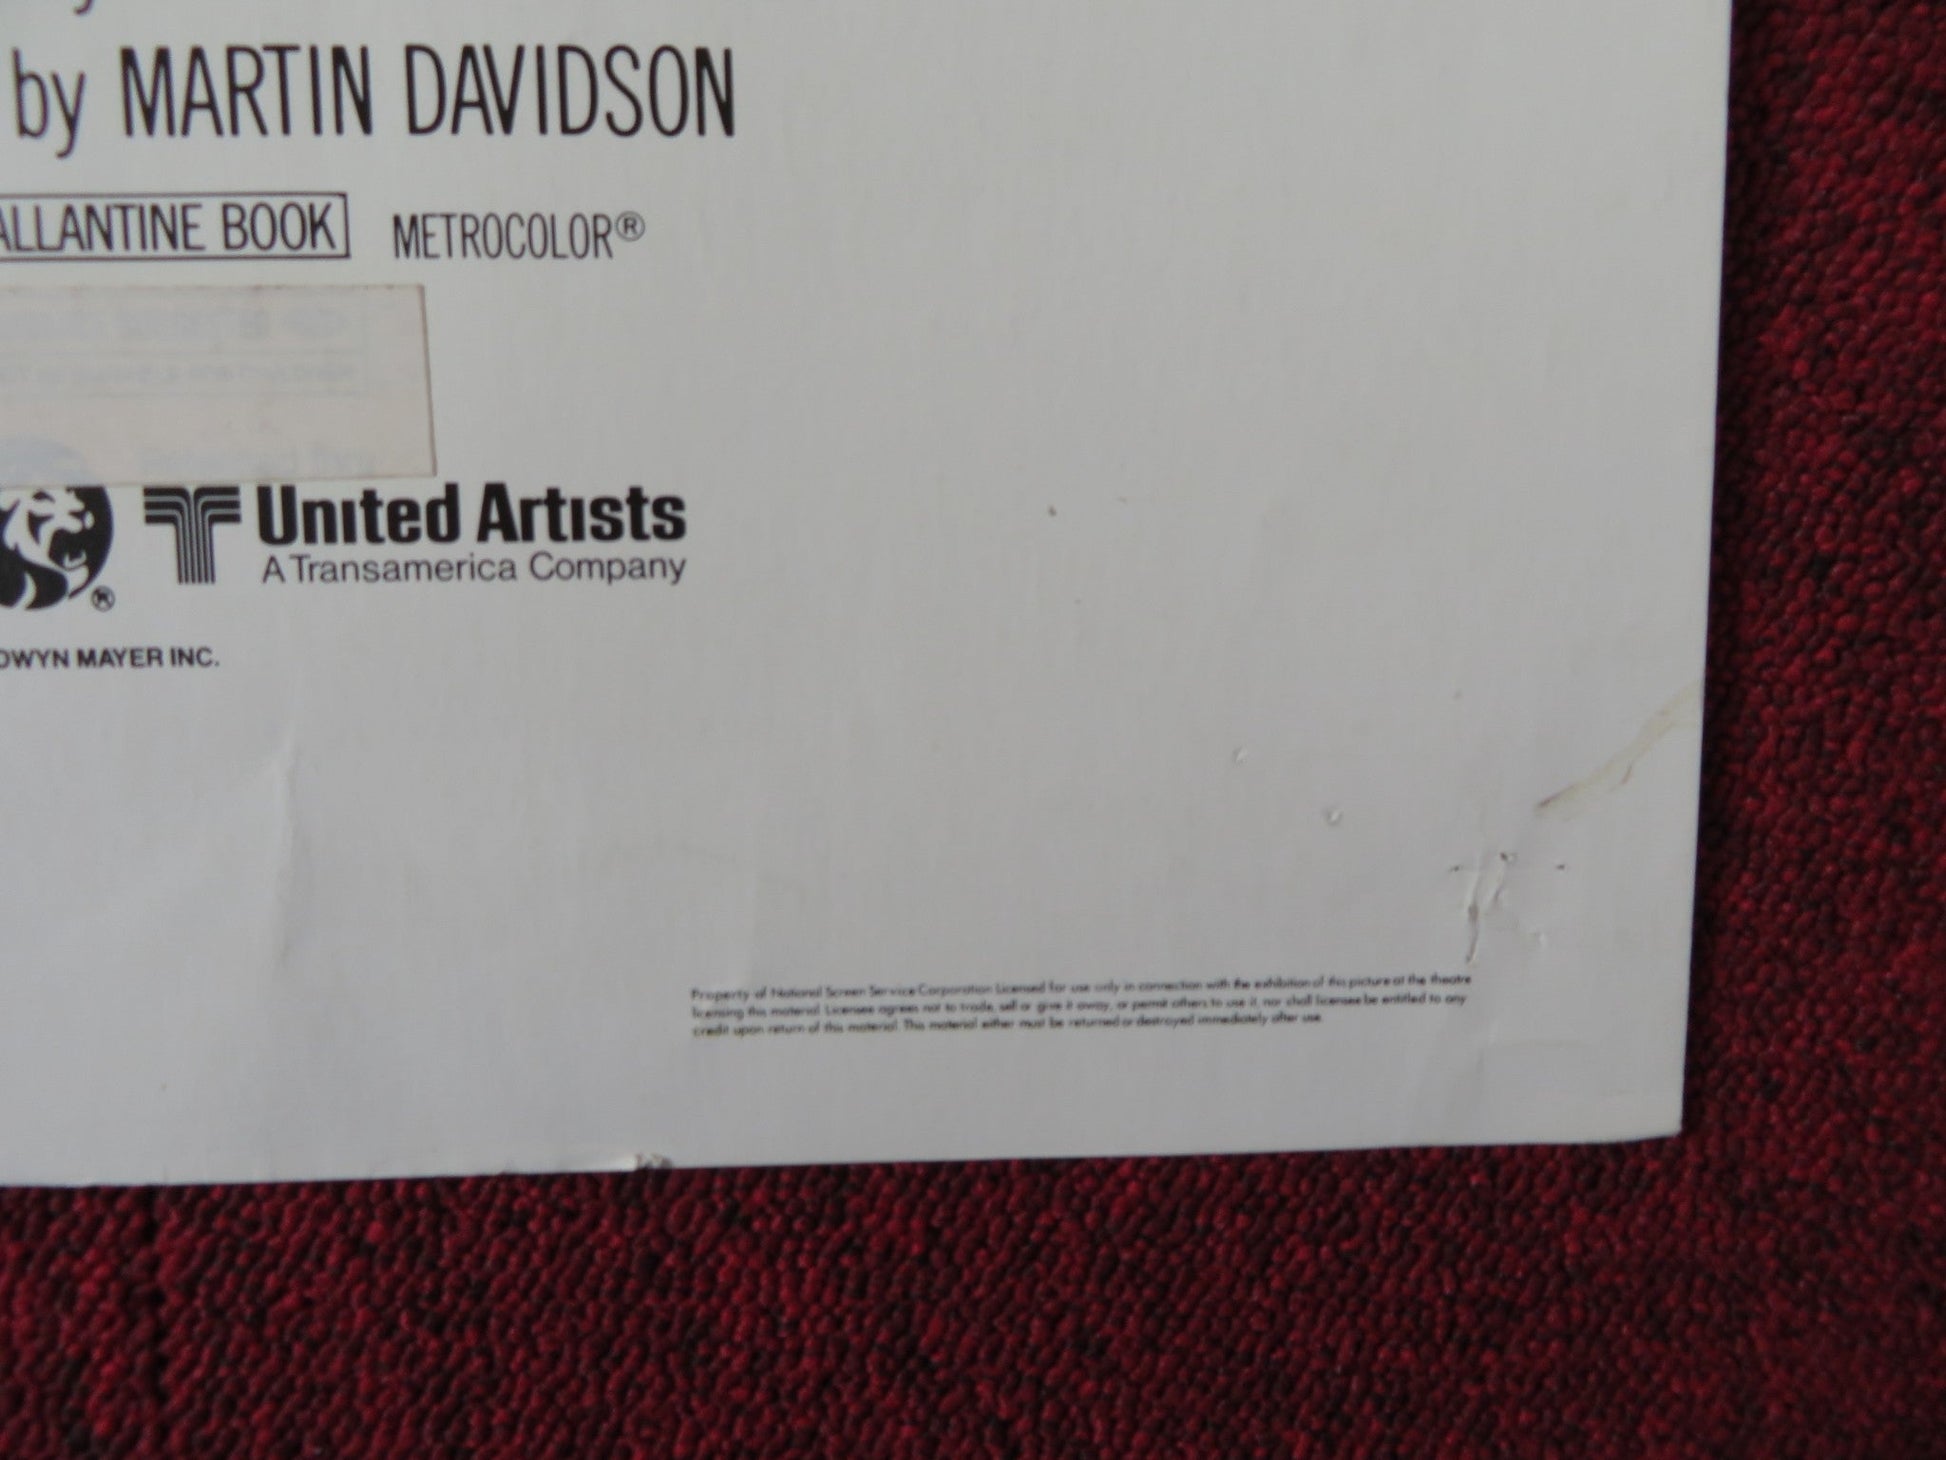 by MARTIN DAVIDSON
ALLANTINE BOOK METROCOLOR®
United Artists
A Transamerica Company
®
DWYN MAYER INC.
Property of National Screen Service Corporation Licensed for use only in connection with the exhibition of this picture at the theatre
licensing this material. Licensee agrees not to trade, sell or give it away, or permit others to use it, nor shall licensee be entitled to any
credit upon return of this material. This material either must be returned or destroyed immediately after use.